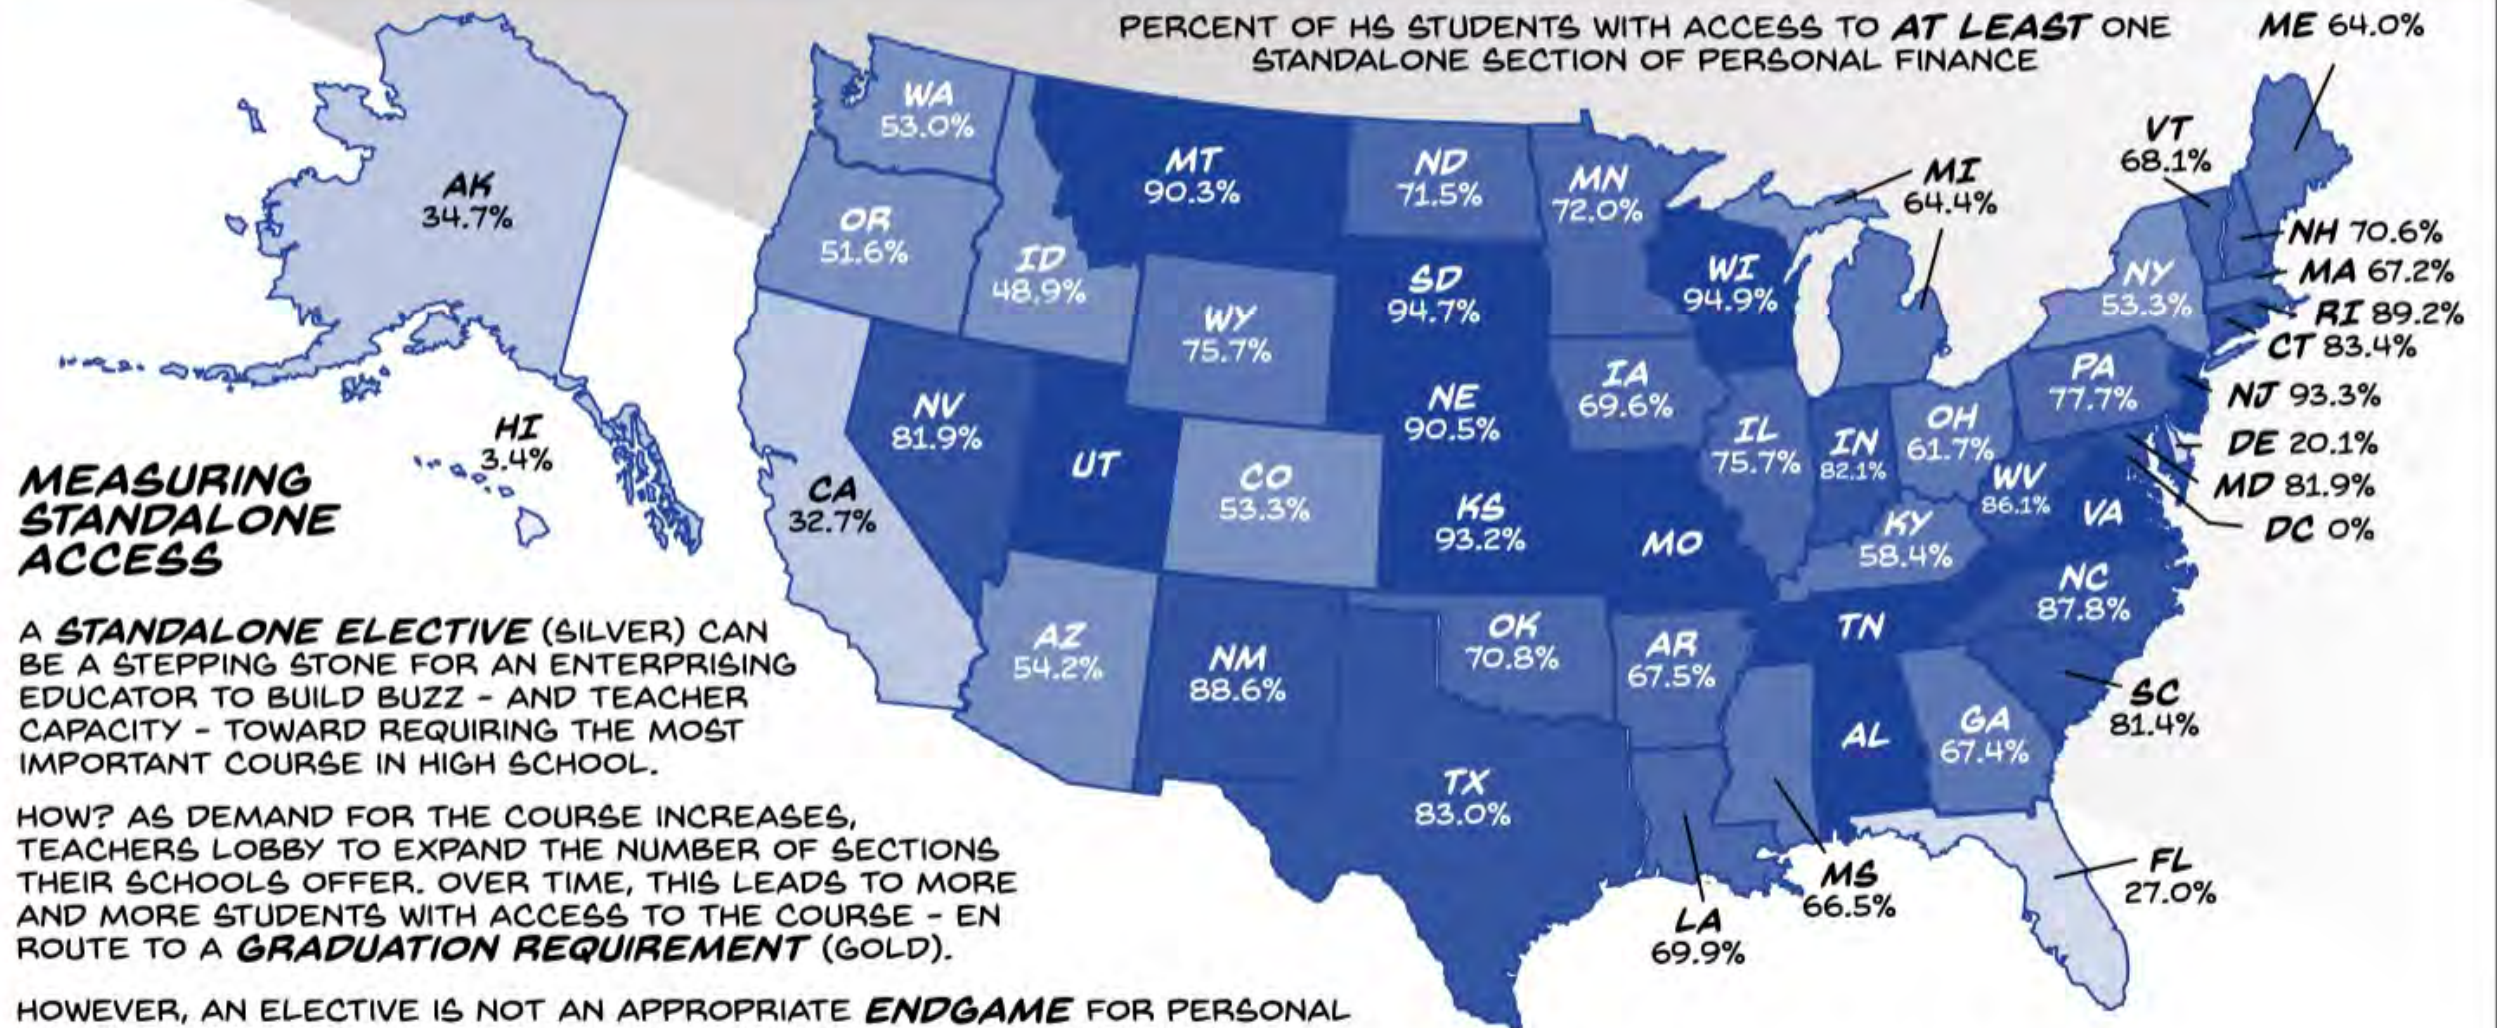 PERCENT OF HS STUDENTS WITH ACCESS TO AT LEAST ONE
STANDALONE SECTION OF PERSONAL FINANCE
ME 64.0%
WA
53.0%
VT
68.1%
MT
90.3%
ND
71.5%
MN
72.0%
MI
64.4%
AK
34.7%
OR
51.6%
ID
48.9%
NH 70.6%
MA 67.2%
WI
94.9%
SD
94.7%
NY
53.3%
RI 89.2%
CT 83.4%
WY
75.7%
IA
69.6%
PA
77.7%
NJ 93.3%
NV
81.9%
NE
90.5%
OH
61.7%
IL
75.7%
IN
82.1%
DE 20.1%
HI
3.4%
UT
CO
53.3%
WV
86.1%
MD 81.9%
CA
32.7%
KS
93.2%
MO
KY
58.4%
VA
DC 0%
NC
87.8%
AZ
54.2%
NM
88.6%
OK
70.8%
AR
67.5%
TN
SC
81.4%
TX
83.0%
AL
GA
67.4%
MS
66.5%
LA
69.9%
FL
27.0%
MEASURING
STANDALONE
ACCESS
A STANDALONE ELECTIVE (SILVER) CAN
BE A STEPPING STONE FOR AN ENTERPRISING
EDUCATOR TO BUILD BUZZ - AND TEACHER
CAPACITY - TOWARD REQUIRING THE MOST
IMPORTANT COURSE IN HIGH SCHOOL.
HOW? AS DEMAND FOR THE COURSE INCREASES,
TEACHERS LOBBY TO EXPAND THE NUMBER OF SECTIONS
THEIR SCHOOLS OFFER. OVER TIME, THIS LEADS TO MORE
AND MORE STUDENTS WITH ACCESS TO THE COURSE - EN
ROUTE TO A GRADUATION REQUIREMENT (GOLD).
HOWEVER, AN ELECTIVE IS NOT AN APPROPRIATE ENDGAME FOR PERSONAL